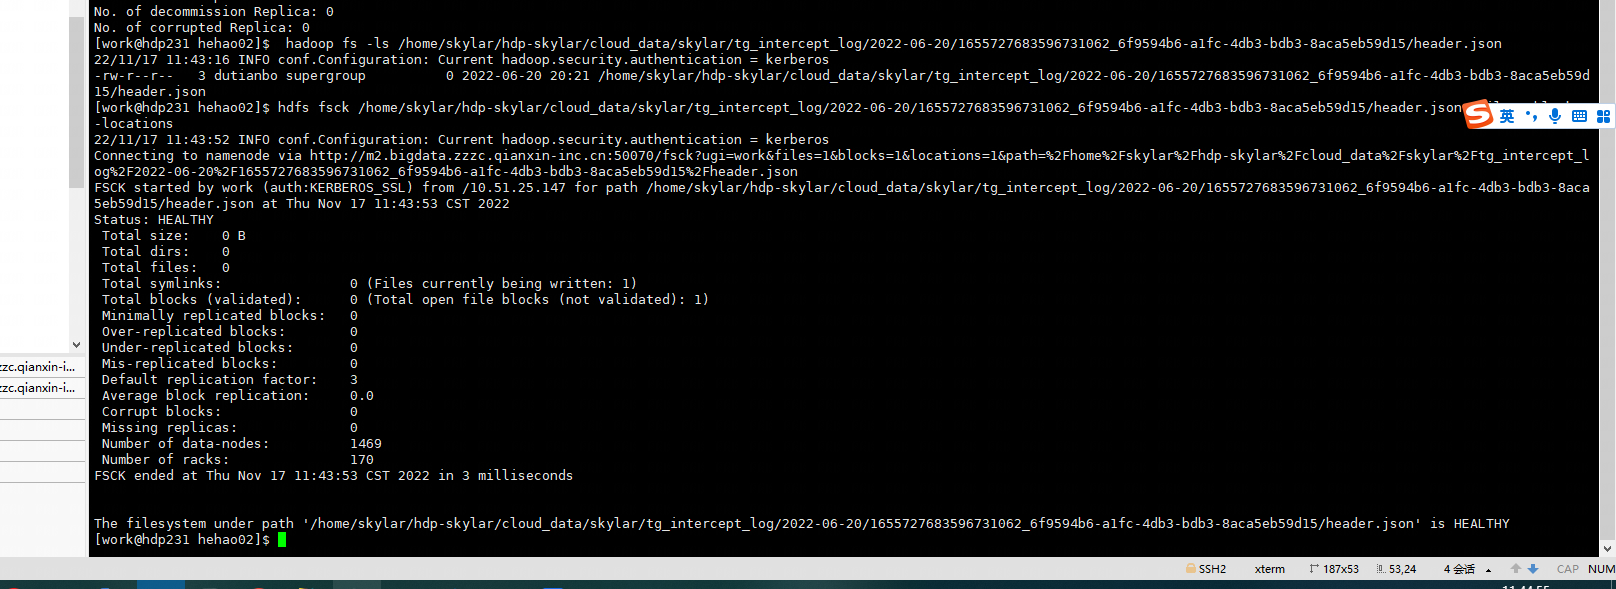 No. of decommission Replica: 0
No. of corrupted Replica: 0
[work@hdp231 hehao02]$  hadoop fs -ls /home/skylar/hdp-skylar/cloud_data/skylar/tg_intercept_log/2022-06-20/1655727683596731062_6f9594b6-a1fc-4db3-bdb3-8aca5eb59d15/header.json
22/11/17 11:43:16 INFO conf.Configuration: Current hadoop.security.authentication = kerberos
-rw-r--r--   3 dutianbo supergroup          0 2022-06-20 20:21 /home/skylar/hdp-skylar/cloud_data/skylar/tg_intercept_log/2022-06-20/1655727683596731062_6f9594b6-a1fc-4db3-bdb3-8aca5eb59d
15/header.json
[work@hdp231 hehao02]$ hdfs fsck /home/skylar/hdp-skylar/cloud_data/skylar/tg_intercept_log/2022-06-20/1655727683596731062_6f9594b6-a1fc-4db3-bdb3-8aca5eb59d15/header.json
英
-locations
22/11/17 11:43:52 INFO conf.Configuration: Current hadoop.security.authentication = kerberos
Connecting to namenode via http://m2.bigdata.zzzc.qianxin-inc.cn:50070/fsck?ugi=work&files=1&blocks=1&locations=1&path=%2Fhome%2Fskylar%2Fhdp-skylar%2Fcloud_data%2Fskylar%2Ftg_intercept_l
og%2F2022-06-20%2F1655727683596731062_6f9594b6-a1fc-4db3-bdb3-8aca5eb59d15%2Fheader.json
FSCK started by work (auth:KERBEROS_SSL) from /10.51.25.147 for path /home/skylar/hdp-skylar/cloud_data/skylar/tg_intercept_log/2022-06-20/1655727683596731062_6f9594b6-a1fc-4db3-bdb3-8aca
5eb59d15/header.json at Thu Nov 17 11:43:53 CST 2022
Status: HEALTHY
 Total size:    0 B
 Total dirs:    0
 Total files:   0
 Total symlinks:                0 (Files currently being written: 1)
 Total blocks (validated):      0 (Total open file blocks (not validated): 1)
 Minimally replicated blocks:   0
 Over-replicated blocks:        0
 Under-replicated blocks:       0
 Mis-replicated blocks:         0
 Default replication factor:    3
 Average block replication:     0.0
 Corrupt blocks:                0
 Missing replicas:              0
 Number of data-nodes:          1469
 Number of racks:               170
FSCK ended at Thu Nov 17 11:43:53 CST 2022 in 3 milliseconds
The filesystem under path '/home/skylar/hdp-skylar/cloud_data/skylar/tg_intercept_log/2022-06-20/1655727683596731062_6f9594b6-a1fc-4db3-bdb3-8aca5eb59d15/header.json' is HEALTHY
[work@hdp231 hehao02]$
zzc.qianxin-i...
zzc.qianxin-i...
SSH2 xterm 187x53 53,24 4 会话 CAP NUM